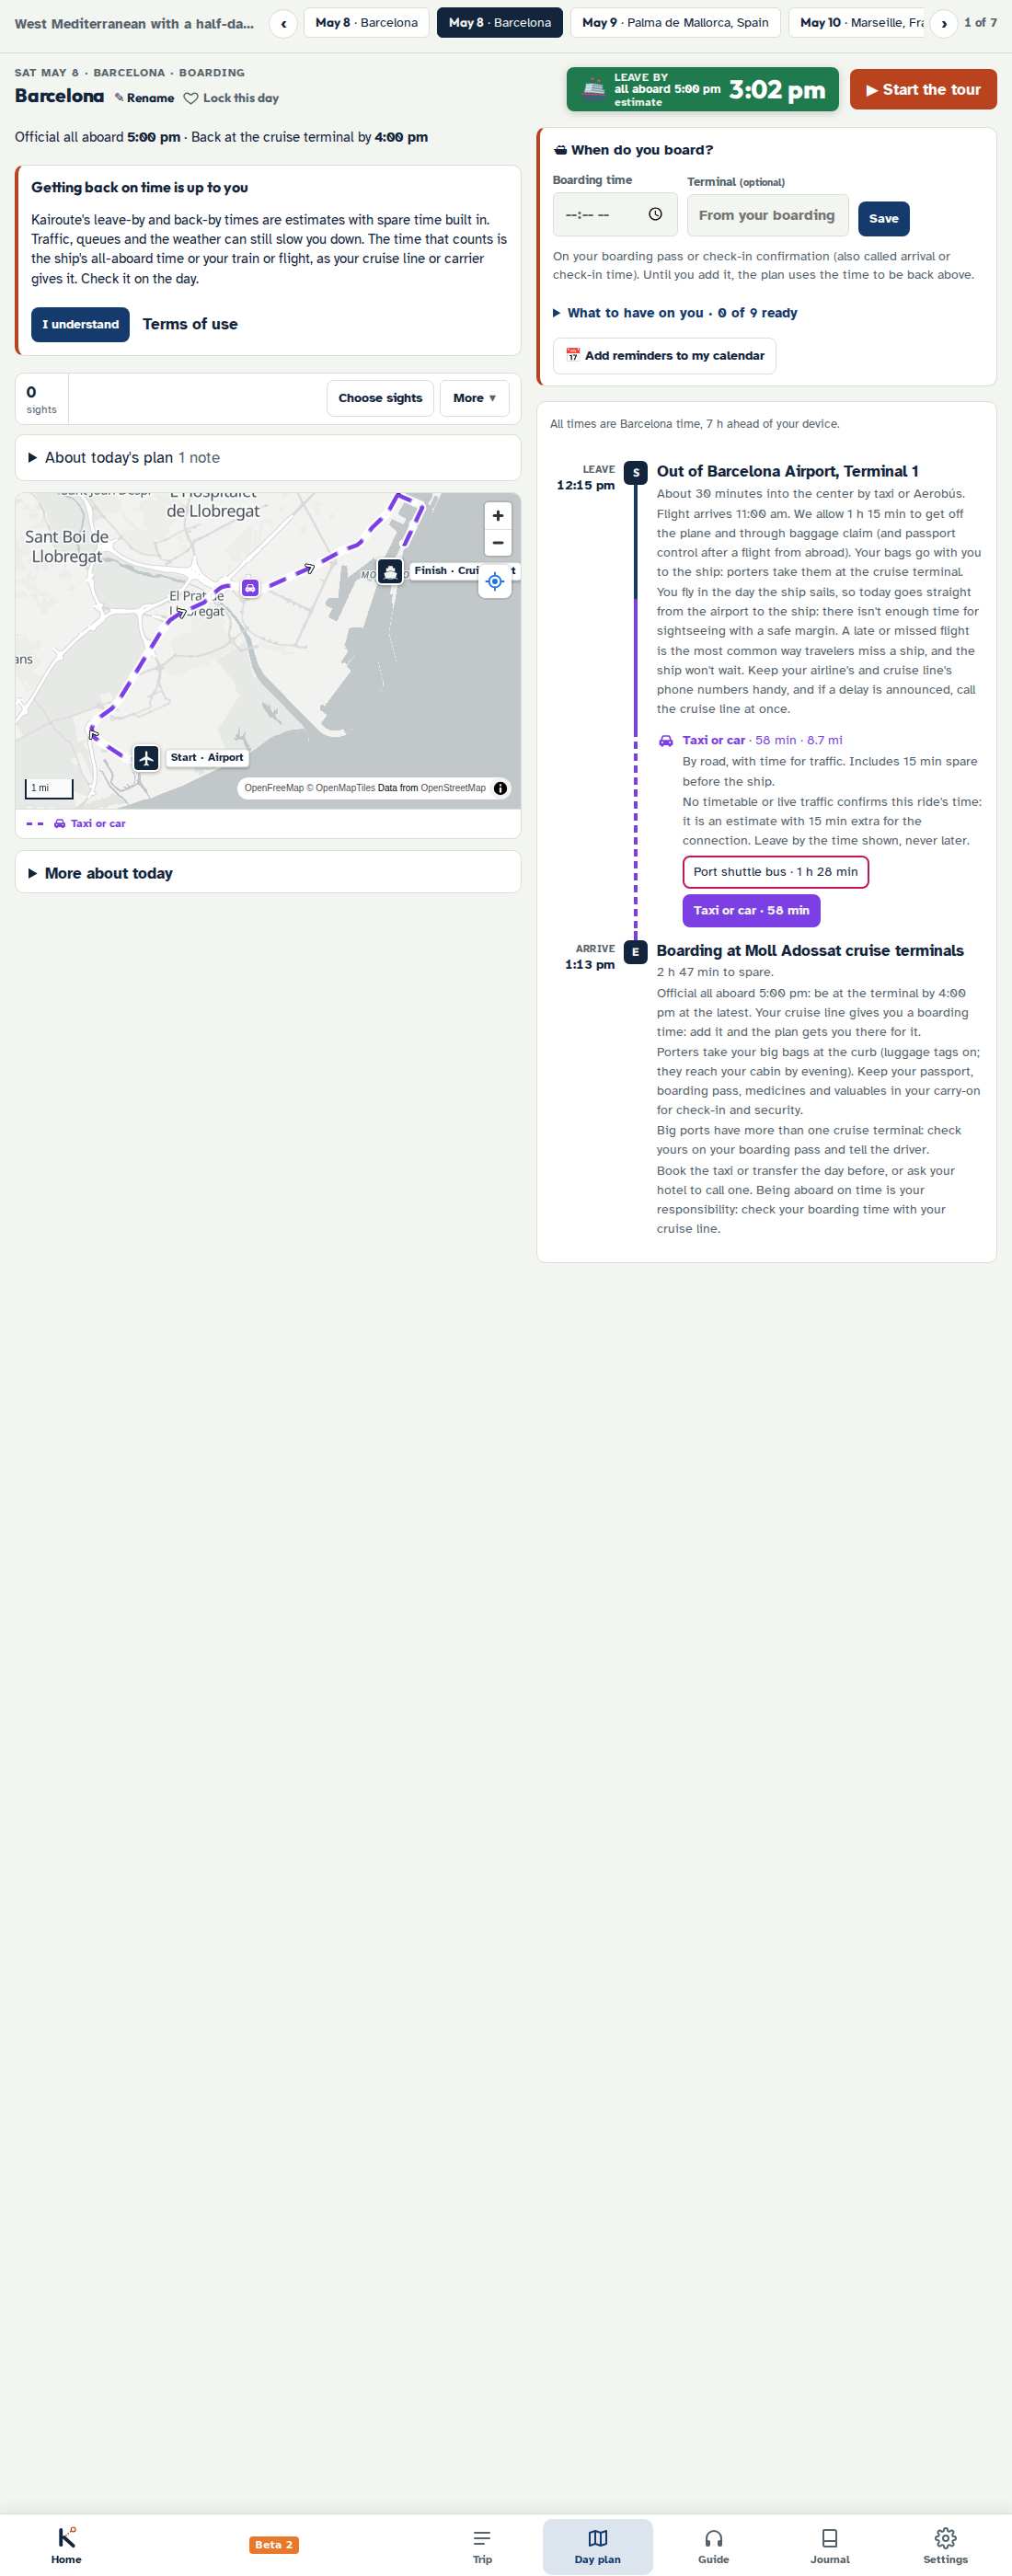 West Mediterranean with a half-da...
‹
May 8 · Barcelona
May 8 · Barcelona
May 9 · Palma de Mallorca, Spain
May 10 · Marseille, Fra
›
1 of 7
SAT MAY 8 · BARCELONA · BOARDING
Barcelona
✎ Rename
Lock this day
LEAVE BY
all aboard 5:00 pm
estimate
3:02 pm
▶ Start the tour
Official all aboard 5:00 pm · Back at the cruise terminal by 4:00 pm
Getting back on time is up to you
Kairoute's leave-by and back-by times are estimates with spare time built in.
Traffic, queues and the weather can still slow you down. The time that counts is
the ship's all-aboard time or your train or flight, as your cruise line or carrier
gives it. Check it on the day.
I understand
Terms of use
0
sights
Choose sights
More ▼
▶ About today's plan 1 note
Sant Joan Despí
L'Hospitalet
de Llobregat
Sant Boi de
Llobregat
El Prat de
Llobregat
ans
MO
Finish · Crui
t
Start · Airport
+
−
1 mi
OpenFreeMap © OpenMapTiles Data from OpenStreetMap
Taxi or car
▶ More about today
When do you board?
Boarding time
Terminal (optional)
--:-- --
From your boarding
Save
On your boarding pass or check-in confirmation (also called arrival or
check-in time). Until you add it, the plan uses the time to be back above.
▶ What to have on you · 0 of 9 ready
Add reminders to my calendar
All times are Barcelona time, 7 h ahead of your device.
LEAVE
12:15 pm
S
Out of Barcelona Airport, Terminal 1
About 30 minutes into the center by taxi or Aerobús.
Flight arrives 11:00 am. We allow 1 h 15 min to get off
the plane and through baggage claim (and passport
control after a flight from abroad). Your bags go with you
to the ship: porters take them at the cruise terminal.
You fly in the day the ship sails, so today goes straight
from the airport to the ship: there isn't enough time for
sightseeing with a safe margin. A late or missed flight
is the most common way travelers miss a ship, and the
ship won't wait. Keep your airline's and cruise line's
phone numbers handy, and if a delay is announced, call
the cruise line at once.
Taxi or car · 58 min · 8.7 mi
By road, with time for traffic. Includes 15 min spare
before the ship.
No timetable or live traffic confirms this ride's time:
it is an estimate with 15 min extra for the
connection. Leave by the time shown, never later.
Port shuttle bus · 1 h 28 min
Taxi or car · 58 min
ARRIVE
1:13 pm
E
Boarding at Moll Adossat cruise terminals
2 h 47 min to spare.
Official all aboard 5:00 pm: be at the terminal by 4:00
pm at the latest. Your cruise line gives you a boarding
time: add it and the plan gets you there for it.
Porters take your big bags at the curb (luggage tags on;
they reach your cabin by evening). Keep your passport,
boarding pass, medicines and valuables in your carry-on
for check-in and security.
Big ports have more than one cruise terminal: check
yours on your boarding pass and tell the driver.
Book the taxi or transfer the day before, or ask your
hotel to call one. Being aboard on time is your
responsibility: check your boarding time with your
cruise line.
Home
Beta 2
Trip
Day plan
Guide
Journal
Settings